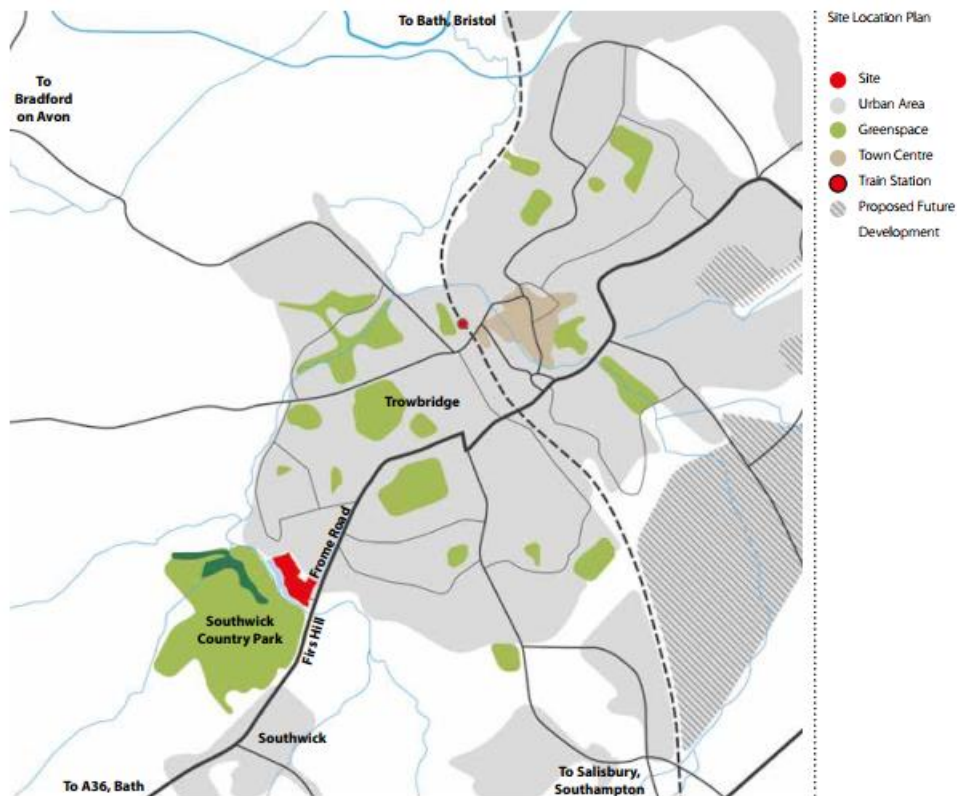 To Bath, Bristol
To
Bradford
on Avon
Trowbridge
Frome Road
Firs Hill
Southwick
Country Park
Southwick
To A36, Bath
To Salisbury,
Southampton
Site Location Plan
Site
Urban Area
Greenspace
Town Centre
Train Station
Proposed Future
Development